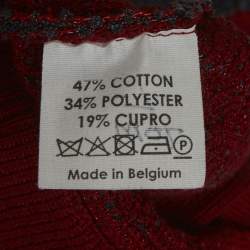 47% COTTON
34% POLYESTER
19% CUPRO
P
Made in Belgium